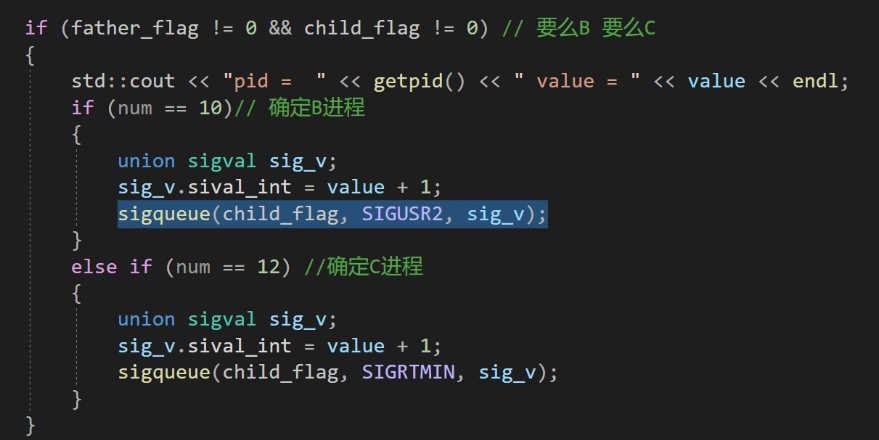 if (father_flag != 0 && child_flag != 0) // 要么B 要么C
{
    std::cout << "pid =  " << getpid() << " value = " << value << endl;
    if (num == 10)// 确定B进程
    {
        union sigval sig_v;
        sig_v.sival_int = value + 1;
        sigqueue(child_flag, SIGUSR2, sig_v);
    }
    else if (num == 12) //确定C进程
    {
        union sigval sig_v;
        sig_v.sival_int = value + 1;
        sigqueue(child_flag, SIGRTMIN, sig_v);
    }
}